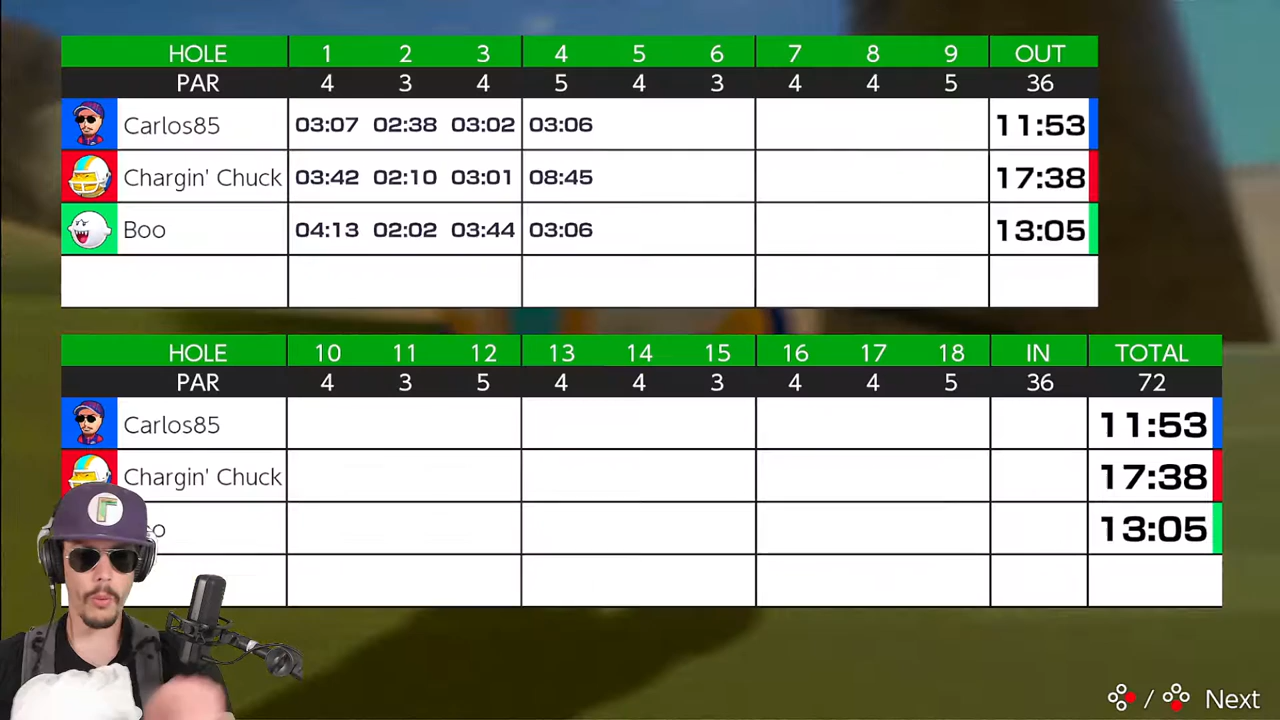 HOLE 1 2 3 4 5 6 7 8 9 OUT
PAR 4 3 4 5 4 3 4 4 5 36
Carlos85 03:07 02:38 03:02 03:06 11:53
Chargin' Chuck 03:42 02:10 03:01 08:45 17:38
Boo 04:13 02:02 03:44 03:06 13:05
HOLE 10 11 12 13 14 15 16 17 18 IN TOTAL
PAR 4 3 5 4 4 3 4 4 5 36 72
Carlos85 11:53
Chargin' Chuck 17:38
oo 13:05
/ Next